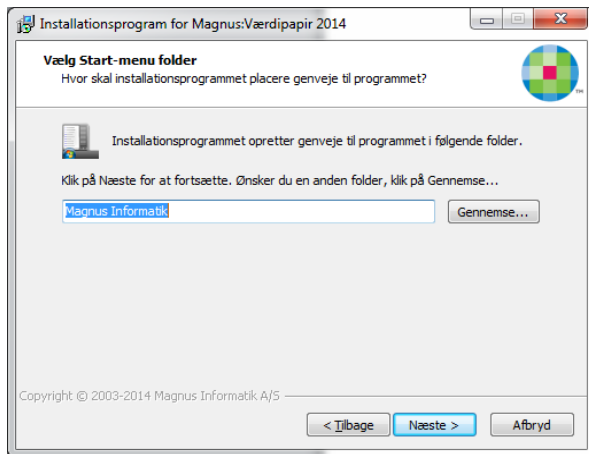 Installationsprogram for Magnus:Værdipapir 2014
Vælg Start-menu folder
Hvor skal installationsprogrammet placere genveje til programmet?
TM
Installationsprogrammet opretter genveje til programmet i følgende folder.
Klik på Næste for at fortsætte. Ønsker du en anden folder, klik på Gennemse...
Magnus Informatik
Gennemse...
Copyright © 2003-2014 Magnus Informatik A/S
< Tilbage
Næste >
Afbryd